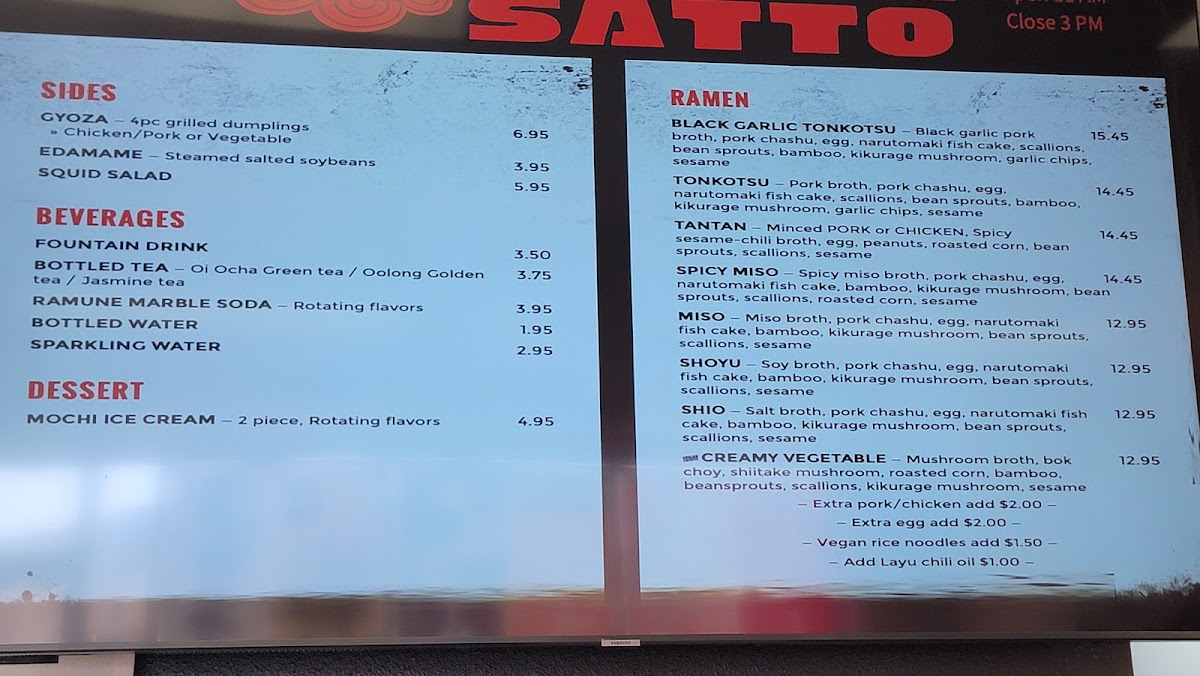 SATTO
Close 3 PM
SIDES
GYOZA – 4pc grilled dumplings
» Chicken/Pork or Vegetable 6.95
EDAMAME – Steamed salted soybeans 3.95
SQUID SALAD 5.95
BEVERAGES
FOUNTAIN DRINK 3.50
BOTTLED TEA – Oi Ocha Green tea / Oolong Golden 3.75
tea / Jasmine tea
RAMUNE MARBLE SODA – Rotating flavors 3.95
BOTTLED WATER 1.95
SPARKLING WATER 2.95
DESSERT
MOCHI ICE CREAM – 2 piece, Rotating flavors 4.95
RAMEN
BLACK GARLIC TONKOTSU – Black garlic pork 15.45
broth, pork chashu, egg, narutomaki fish cake, scallions,
bean sprouts, bamboo, kikurage mushroom, garlic chips,
sesame
TONKOTSU – Pork broth, pork chashu, egg, 14.45
narutomaki fish cake, scallions, bean sprouts, bamboo,
kikurage mushroom, garlic chips, sesame
TANTAN – Minced PORK or CHICKEN, Spicy 14.45
sesame-chili broth, egg, peanuts, roasted corn, bean
sprouts, scallions, sesame
SPICY MISO – Spicy miso broth, pork chashu, egg, 14.45
narutomaki fish cake, bamboo, kikurage mushroom, bean
sprouts, scallions, roasted corn, sesame
MISO – Miso broth, pork chashu, egg, narutomaki 12.95
fish cake, bamboo, kikurage mushroom, bean sprouts,
scallions, sesame
SHOYU – Soy broth, pork chashu, egg, narutomaki 12.95
fish cake, bamboo, kikurage mushroom, bean sprouts,
scallions, sesame
SHIO – Salt broth, pork chashu, egg, narutomaki fish 12.95
cake, bamboo, kikurage mushroom, bean sprouts,
scallions, sesame
CREAMY VEGETABLE – Mushroom broth, bok 12.95
choy, shiitake mushroom, roasted corn, bamboo,
beansprouts, scallions, kikurage mushroom, sesame
– Extra pork/chicken add $2.00 –
– Extra egg add $2.00 –
– Vegan rice noodles add $1.50 –
– Add Layu chili oil $1.00 –